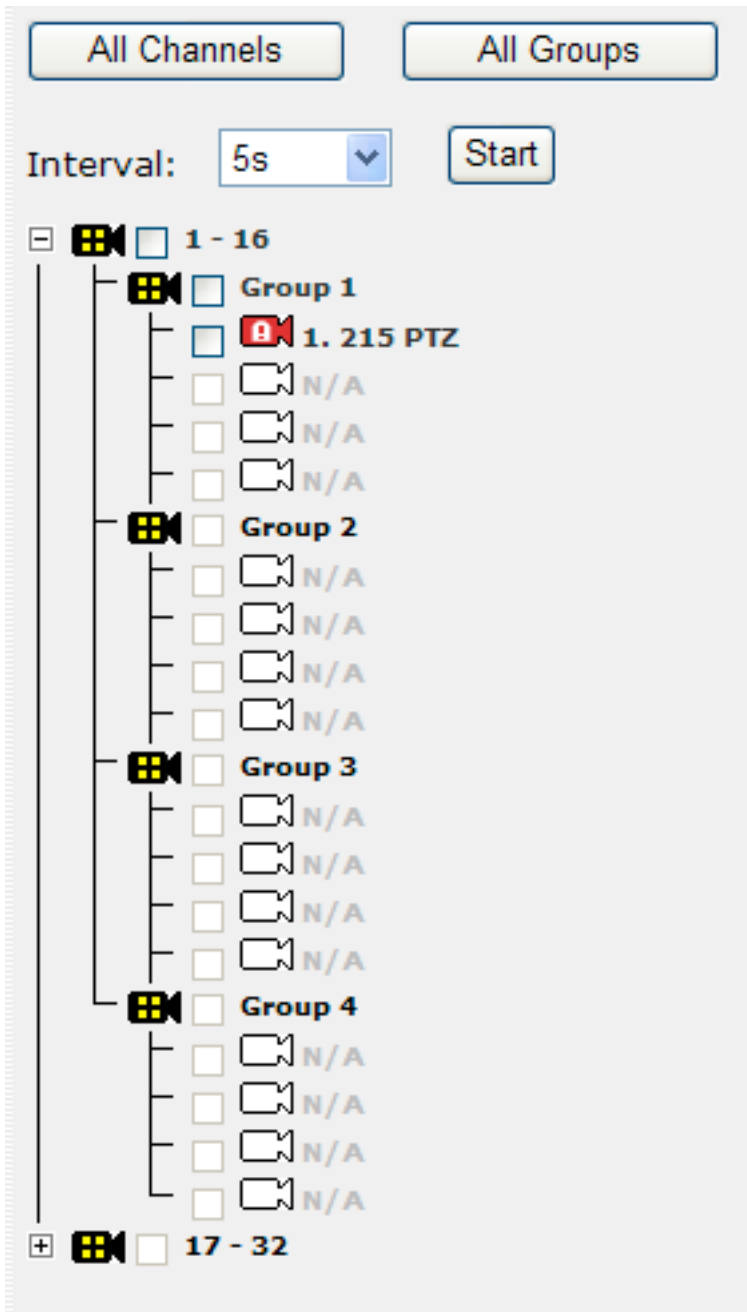 All Channels All Groups
Interval: 5s Start
1 - 16
Group 1
1. 215 PTZ
N/A
N/A
N/A
Group 2
N/A
N/A
N/A
N/A
Group 3
N/A
N/A
N/A
N/A
Group 4
N/A
N/A
N/A
N/A
17 - 32